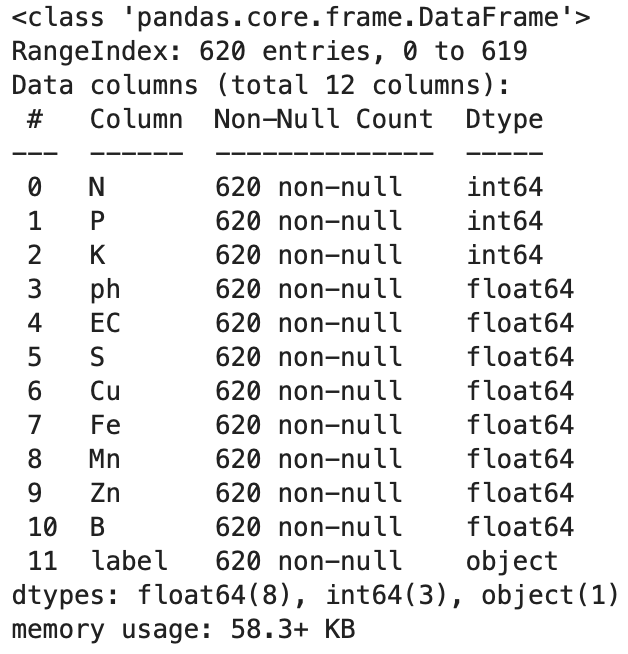 <class 'pandas.core.frame.DataFrame'>
RangeIndex: 620 entries, 0 to 619
Data columns (total 12 columns):
 #   Column  Non-Null Count  Dtype
---  ------  --------------  -----
 0   N       620 non-null    int64
 1   P       620 non-null    int64
 2   K       620 non-null    int64
 3   ph      620 non-null    float64
 4   EC      620 non-null    float64
 5   S       620 non-null    float64
 6   Cu      620 non-null    float64
 7   Fe      620 non-null    float64
 8   Mn      620 non-null    float64
 9   Zn      620 non-null    float64
 10  B       620 non-null    float64
 11  label   620 non-null    object
dtypes: float64(8), int64(3), object(1)
memory usage: 58.3+ KB